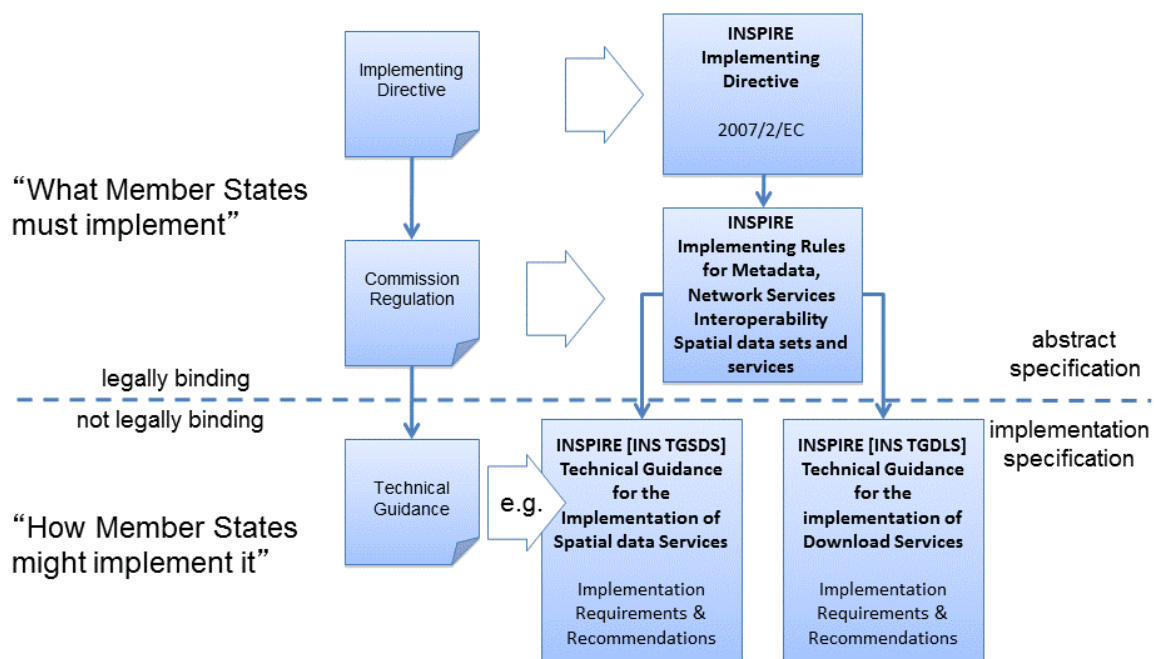 Implementing
Directive
INSPIRE
Implementing
Directive
2007/2/EC
“What Member States
must implement”
Commission
Regulation
INSPIRE
Implementing Rules
for Metadata,
Network Services
Interoperability
Spatial data sets and
services
abstract
specification
legally binding
not legally binding
implementation
specification
Technical
Guidance
e.g.
INSPIRE [INS TGSDS]
Technical Guidance
for the
Implementation of
Spatial data Services
Implementation
Requirements &
Recommendations
INSPIRE [INS TGDLS]
Technical Guidance
for the
implementation of
Download Services
Implementation
Requirements &
Recommendations
“How Member States
might implement it”